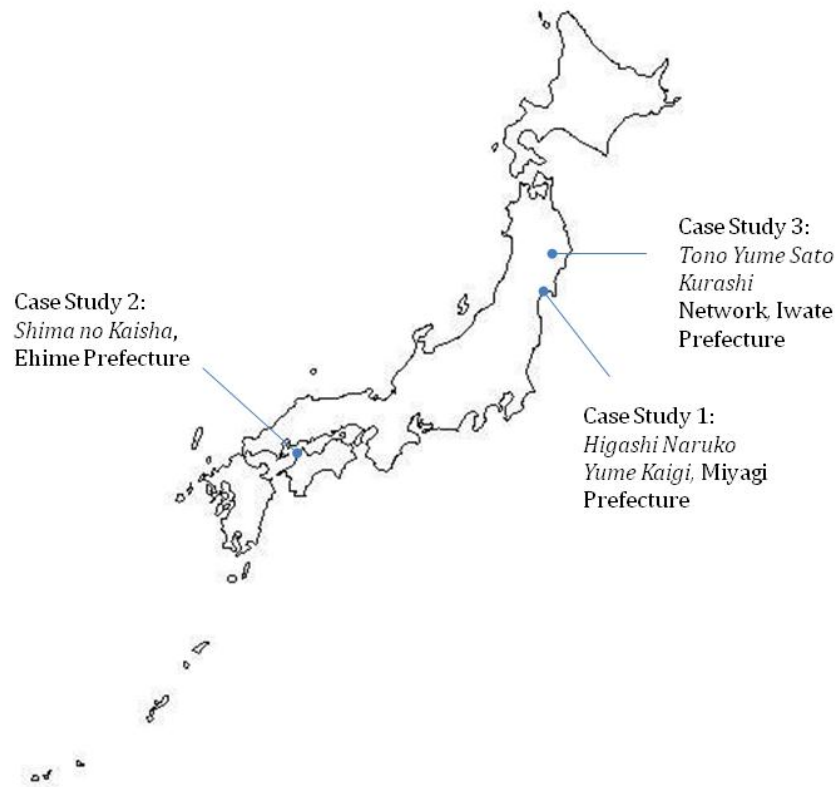 Case Study 3:
Tono Yume Sato
Kurashi
Network, Iwate
Prefecture
Case Study 2:
Shima no Kaisha,
Ehime Prefecture
Case Study 1:
Higashi Naruko
Yume Kaigi, Miyagi
Prefecture